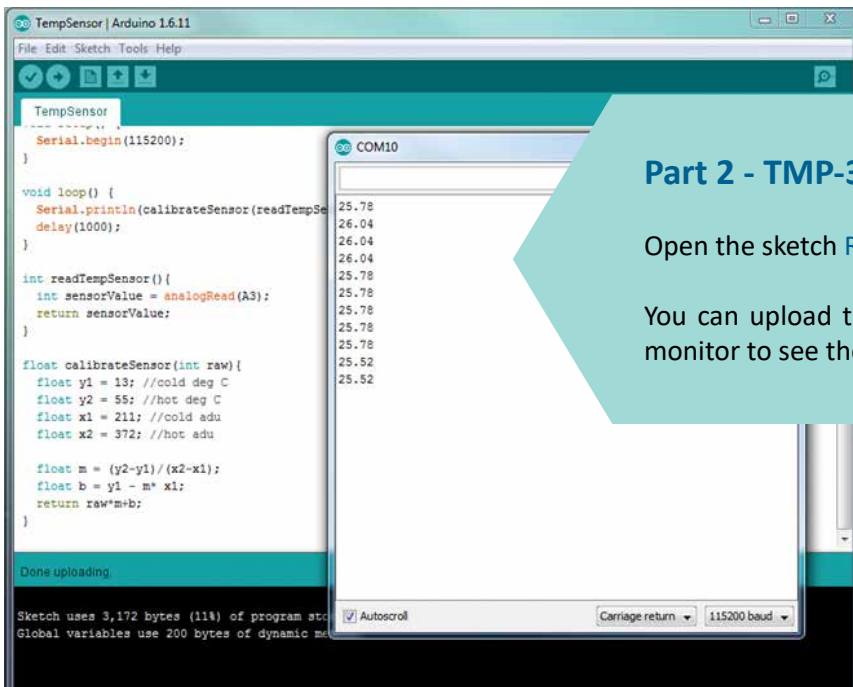 TempSensor | Arduino 1.6.11
File Edit Sketch Tools Help
TempSensor
Serial.begin(115200);
}
void loop() {
Serial.println(calibrateSensor(readTempSe
delay(1000);
}
int readTempSensor(){
int sensorValue = analogRead(A3);
return sensorValue;
}
float calibrateSensor(int raw){
float y1 = 13; //cold deg C
float y2 = 55; //hot deg C
float x1 = 211; //cold adu
float x2 = 372; //hot adu
float m = (y2-y1)/(x2-x1);
float b = y1 - m* x1;
return raw*m+b;
}
Done uploading.
Sketch uses 3,172 bytes (11%) of program sto
Global variables use 200 bytes of dynamic me
COM10
25.78
26.04
26.04
26.04
25.78
25.78
25.78
25.78
25.78
25.52
25.52
Autoscroll
Carriage return
115200 baud
Part 2 - TMP-3
Open the sketch R
You can upload t
monitor to see the